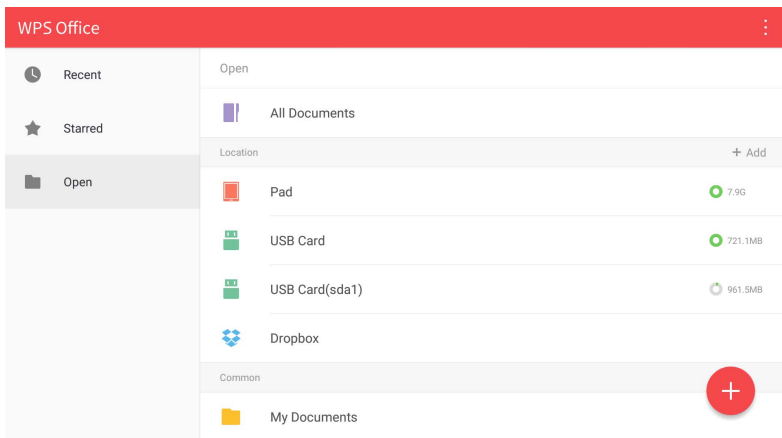 WPS Office
Recent
Starred
Open
Open
All Documents
Location + Add
Pad 7.9G
USB Card 721.1MB
USB Card(sda1) 961.5MB
Dropbox
Common
My Documents